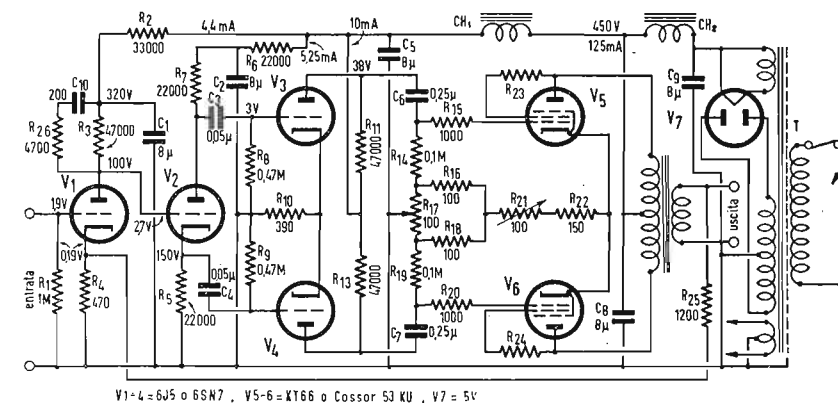 R2
33000
4,4mA
10mA
CH1
450V
125mA
CH2
R6
22000
5,25mA
C5
8µ
R7
22000
C2
8µ
V3
38V
C10
200
320V
C6
0,25µ
R23
V5
C9
8µ
V7
C3
0,05µ
3V
R15
1000
T
R26
4700
R3
47000
C1
8µ
R11
47000
R14
0,1M
100V
R8
0,47M
R16
100
V1
V2
R10
390
R17
100
R21
100
R22
150
1,9V
2,7V
R18
100
uscita
0,19V
150V
0,05µ
C4
R9
0,47M
R13
47000
R19
0,1M
entrata
R1
1M
R4
470
R5
22000
R20
1000
V6
C8
8µ
R25
1200
V4
C7
0,25µ
R24
V1÷4=6J5 o 6SN7 , V5-6=KT66 o Cossor 53 KU , V7 = 5V